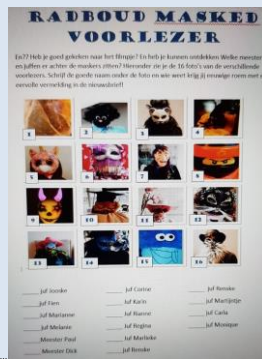 RADBOUD MASKED
VOORLEZER
En?? Heb je goed gekeken naar het filmpje? En heb je kunnen ontdekken Welke meester
en juffen er achter de maskers zitten? Hieronder zie je de 16 foto's van de verschillende
voorlezers. Schrijf de goede naam onder de foto en wie weet krijg jij eeuwige roem met
eervolle vermelding in de nieuwsbrief!
1 2 3 4
5 6 7 8
9 10 11 12
13 14 15 16
Juf Corine Juf Renske
Juf Fien Juf Karin Juf Martijntje
Juf Marianne Juf Rianne Juf Carla
Juf Melanie Juf Regina Juf Monique
Meester Paul Juf Marlieke
Meester Dick Juf Renske